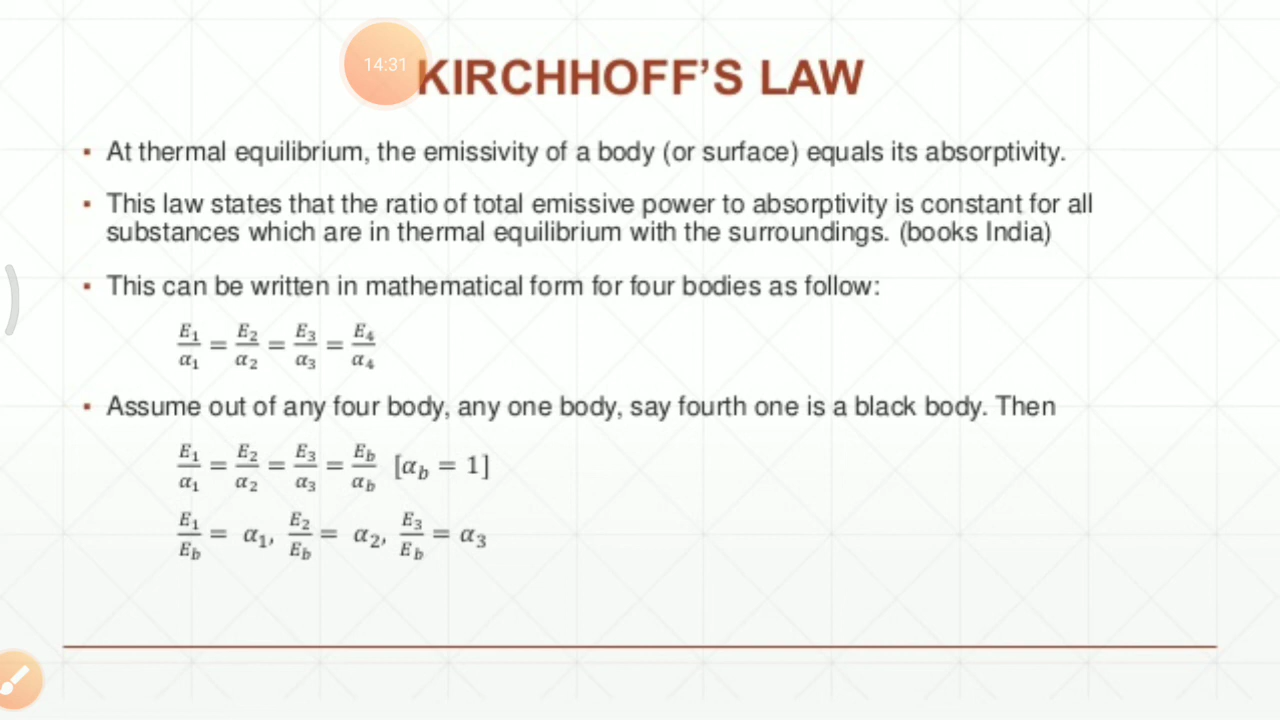 14:31
KIRCHHOFF’S LAW
▪ At thermal equilibrium, the emissivity of a body (or surface) equals its absorptivity.
▪ This law states that the ratio of total emissive power to absorptivity is constant for all
substances which are in thermal equilibrium with the surroundings. (books India)
▪ This can be written in mathematical form for four bodies as follow:
E₁/α₁ = E₂/α₂ = E₃/α₃ = E₄/α₄
▪ Assume out of any four body, any one body, say fourth one is a black body. Then
E₁/α₁ = E₂/α₂ = E₃/α₃ = E_b/α_b [α_b = 1]
E₁/E_b = α₁, E₂/E_b = α₂, E₃/E_b = α₃